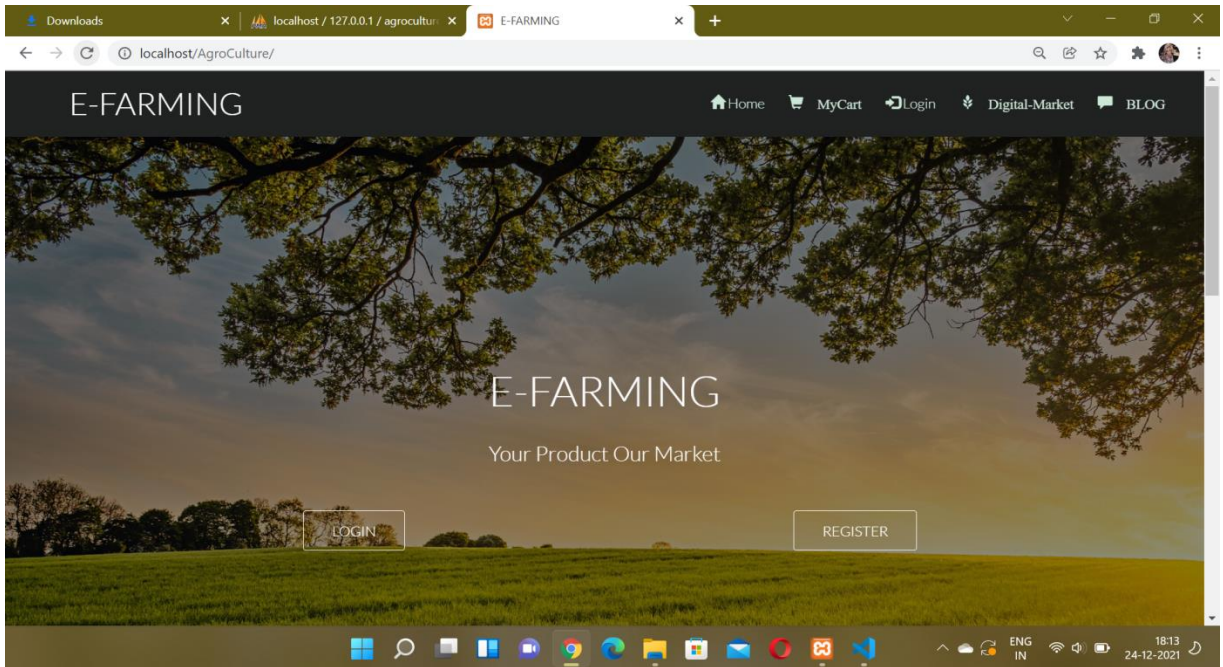 Downloads
localhost / 127.0.0.1 / agrocultur
E-FARMING
localhost/AgroCulture/
E-FARMING
Home MyCart Login Digital-Market BLOG
E-FARMING
Your Product Our Market
LOGIN REGISTER
ENG
IN
18:13
24-12-2021